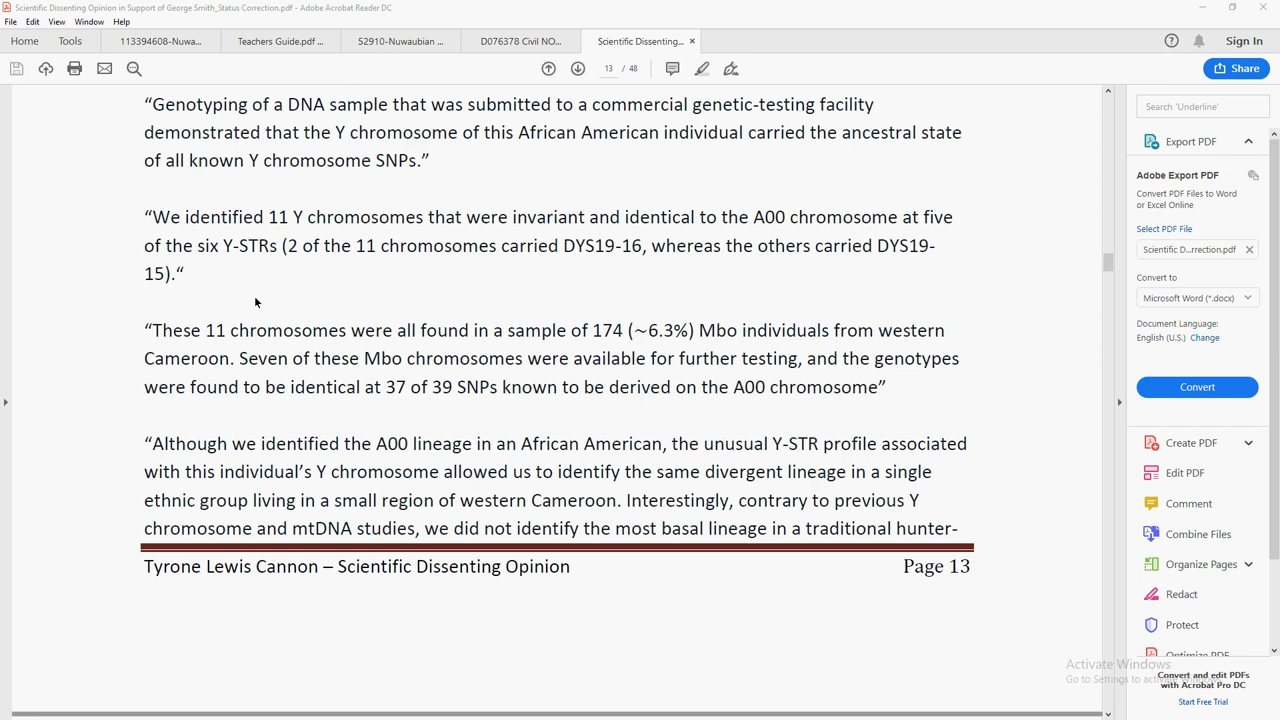 Scientific Dissenting Opinion in Support of George Smith_Status Correction.pdf - Adobe Acrobat Reader DC
File Edit View Window Help
Home Tools 113394608-Nuwa... Teachers Guide.pdf ... 52910-Nuwaubian ... D076378 Civil NO... Scientific Dissenting... × Sign In
13 / 48 Share
“Genotyping of a DNA sample that was submitted to a commercial genetic-testing facility
demonstrated that the Y chromosome of this African American individual carried the ancestral state
of all known Y chromosome SNPs.”
“We identified 11 Y chromosomes that were invariant and identical to the A00 chromosome at five
of the six Y-STRs (2 of the 11 chromosomes carried DYS19-16, whereas the others carried DYS19-
15).“
“These 11 chromosomes were all found in a sample of 174 (~6.3%) Mbo individuals from western
Cameroon. Seven of these Mbo chromosomes were available for further testing, and the genotypes
were found to be identical at 37 of 39 SNPs known to be derived on the A00 chromosome”
“Although we identified the A00 lineage in an African American, the unusual Y-STR profile associated
with this individual’s Y chromosome allowed us to identify the same divergent lineage in a single
ethnic group living in a small region of western Cameroon. Interestingly, contrary to previous Y
chromosome and mtDNA studies, we did not identify the most basal lineage in a traditional hunter-
Tyrone Lewis Cannon – Scientific Dissenting Opinion Page 13
Search 'Underline'
Export PDF
Adobe Export PDF
Convert PDF Files to Word
or Excel Online
Select PDF File
Scientific D...rrection.pdf
Convert to
Microsoft Word (*.docx)
Document Language:
English (U.S.) Change
Convert
Create PDF
Edit PDF
Comment
Combine Files
Organize Pages
Redact
Protect
Optimize PDF
Activate Windows
Go to Settings to activate
Convert and edit PDFs
with Acrobat Pro DC
Start Free Trial